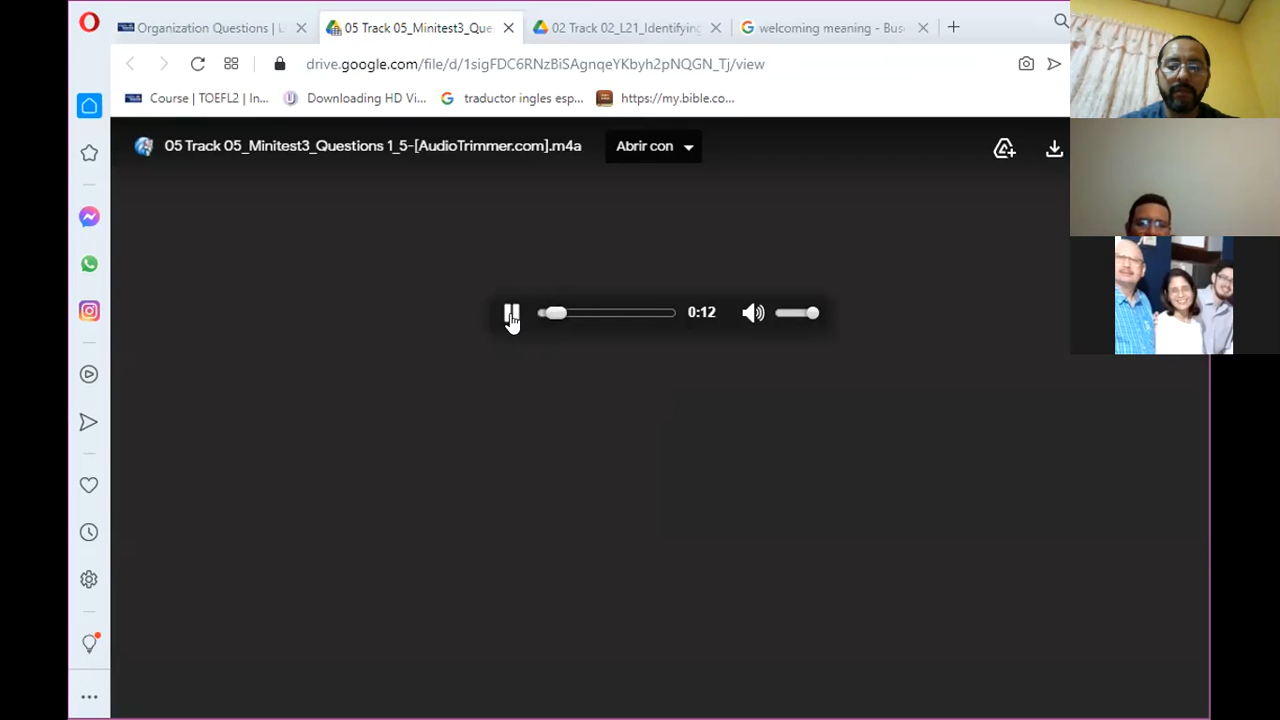 Organization Questions | L
05 Track 05_Minitest3_Que
02 Track 02_L21_Identifying
welcoming meaning - Bus
drive.google.com/file/d/1sigFDC6RNzBiSAgnqeYKbyh2pNQGN_Tj/view
Course | TOEFL2 | In...
Downloading HD Vi...
traductor ingles esp...
https://my.bible.co...
05 Track 05_Minitest3_Questions 1_5-[AudioTrimmer.com].m4a
Abrir con
0:12